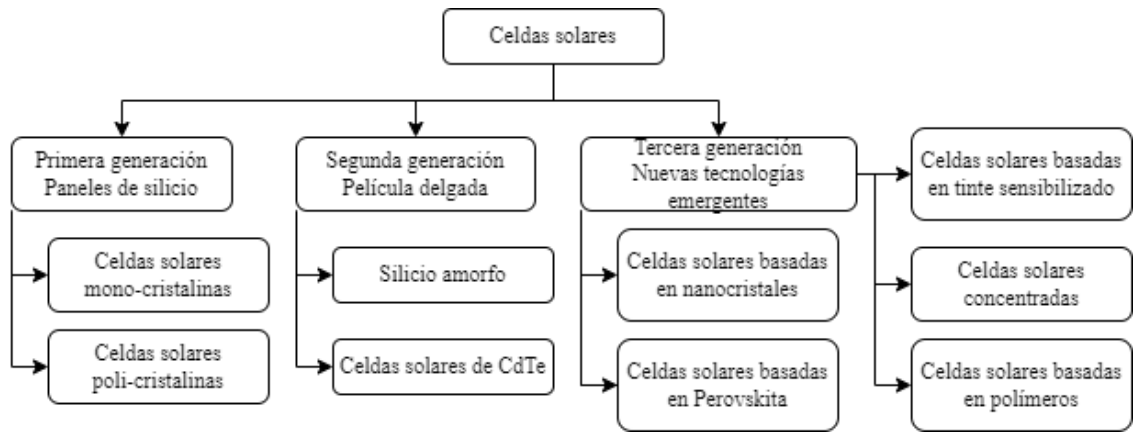 Celdas solares
Primera generación
Paneles de silicio
Celdas solares
mono-cristalinas
Celdas solares
poli-cristalinas
Segunda generación
Película delgada
Silicio amorfo
Celdas solares de CdTe
Tercera generación
Nuevas tecnologías
emergentes
Celdas solares basadas
en nanocristales
Celdas solares basadas
en Perovskita
Celdas solares basadas
en tinte sensibilizado
Celdas solares
concentradas
Celdas solares basadas
en polímeros